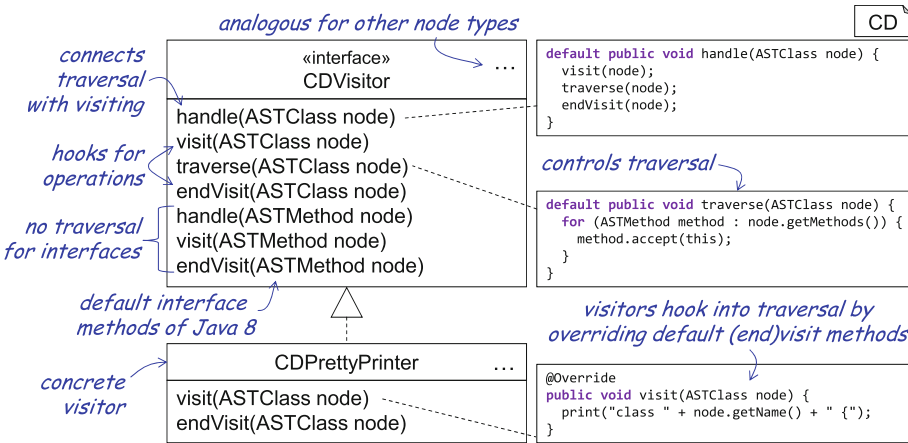 analogous for other node types
CD
connects
traversal
with visiting
«interface»
CDVisitor
...
handle(ASTClass node)
visit(ASTClass node)
traverse(ASTClass node)
endVisit(ASTClass node)
handle(ASTMethod node)
visit(ASTMethod node)
endVisit(ASTMethod node)
hooks for
operations
no traversal
for interfaces
default interface
methods of Java 8
default public void handle(ASTClass node) {
visit(node);
traverse(node);
endVisit(node);
}
controls traversal
default public void traverse(ASTClass node) {
for (ASTMethod method : node.getMethods()) {
method.accept(this);
}
}
visitors hook into traversal by
overriding default (end)visit methods
concrete
visitor
CDPrettyPrinter
...
visit(ASTClass node)
endVisit(ASTClass node)
@Override
public void visit(ASTClass node) {
print("class " + node.getName() + " {");
}